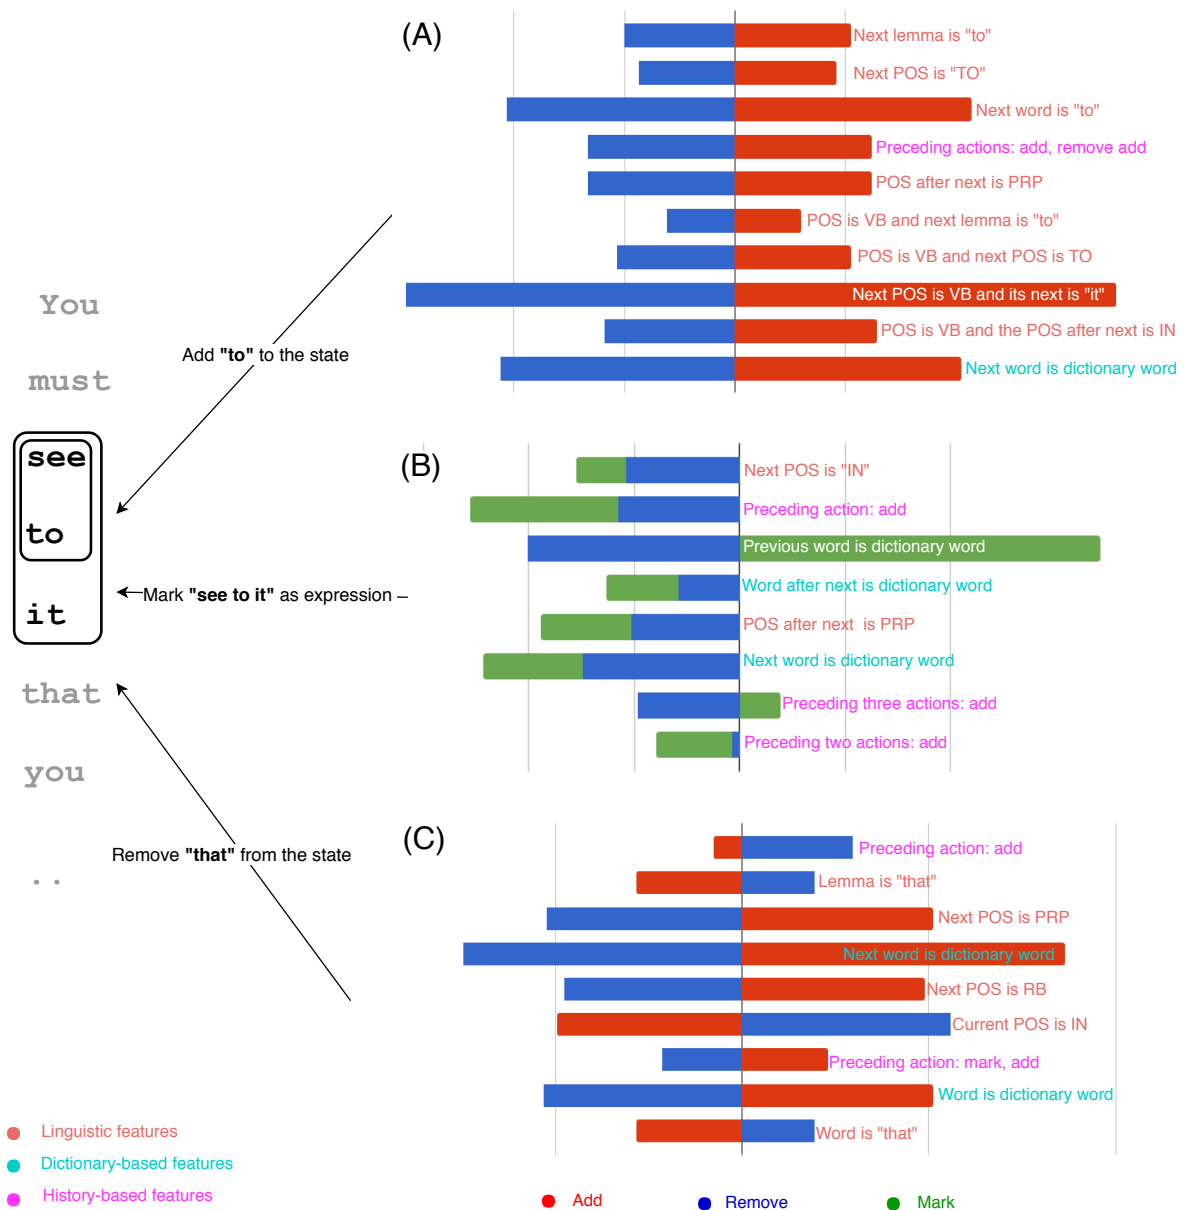 (A)
Next lemma is "to"
Next POS is "TO"
Next word is "to"
Preceding actions: add, remove add
POS after next is PRP
POS is VB and next lemma is "to"
POS is VB and next POS is TO
Next POS is VB and its next is "it"
POS is VB and the POS after next is IN
Next word is dictionary word
You
must
see
to
it
that
you
..
Add "to" to the state
Mark "see to it" as expression
Remove "that" from the state
(B)
Next POS is "IN"
Preceding action: add
Previous word is dictionary word
Word after next is dictionary word
POS after next is PRP
Next word is dictionary word
Preceding three actions: add
Preceding two actions: add
(C)
Preceding action: add
Lemma is "that"
Next POS is PRP
Next word is dictionary word
Next POS is RB
Current POS is IN
Preceding action: mark, add
Word is dictionary word
Word is "that"
Linguistic features
Dictionary-based features
History-based features
Add
Remove
Mark